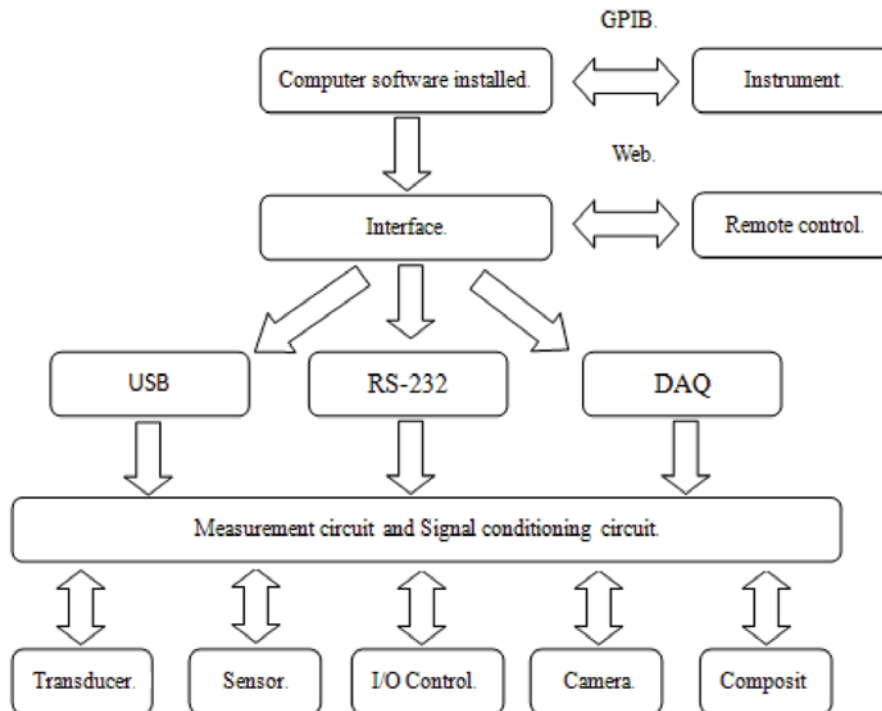 GPIB.
Computer software installed.
Instrument.
Web.
Interface.
Remote control.
USB
RS-232
DAQ
Measurement circuit and Signal conditioning circuit.
Transducer.
Sensor.
I/O Control.
Camera.
Composit